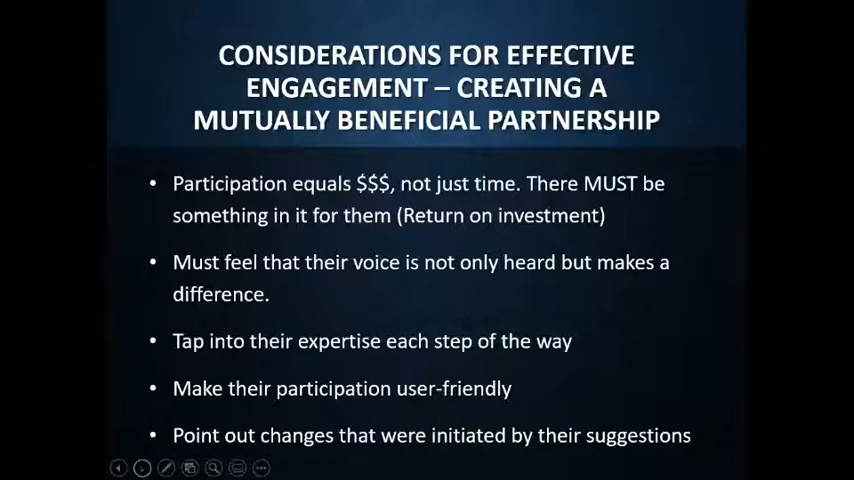 CONSIDERATIONS FOR EFFECTIVE
ENGAGEMENT – CREATING A
MUTUALLY BENEFICIAL PARTNERSHIP
• Participation equals $$$, not just time. There MUST be
something in it for them (Return on investment)
• Must feel that their voice is not only heard but makes a
difference.
• Tap into their expertise each step of the way
• Make their participation user-friendly
• Point out changes that were initiated by their suggestions